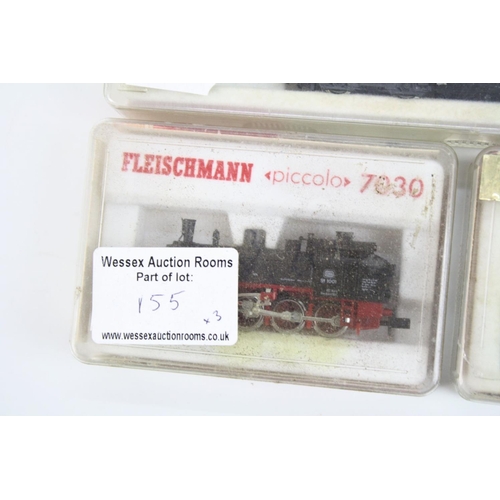 FLEISCHMANN «piccolo» 7030
Wessex Auction Rooms
Part of lot:
155 x3
www.wessexauctionrooms.co.uk